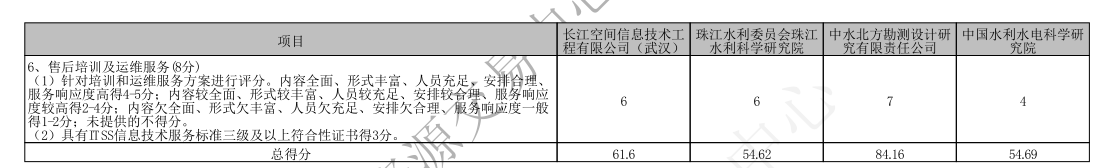 项目
长江空间信息技术工
程有限公司（武汉）
珠江水利委员会珠江
水利科学研究院
中水北方勘测设计研
究有限责任公司
中国水利水电科学研
究院
6、售后培训及运维服务(8分)
（1）针对培训和运维服务方案进行评分。内容全面、形式丰富、人员充足、安排合理、
服务响应度高得4-5分；内容较全面、形式较丰富、人员较充足、安排较合理、服务响应
度较高得2-4分；内容欠全面、形式欠丰富、人员欠充足、安排欠合理、服务响应度一般
得1-2分；未提供的不得分。
（2）具有ITSS信息技术服务标准三级及以上符合性证书得3分。
6
6
7
4
总得分
61.6
54.62
84.16
54.69
源交易中心
中心